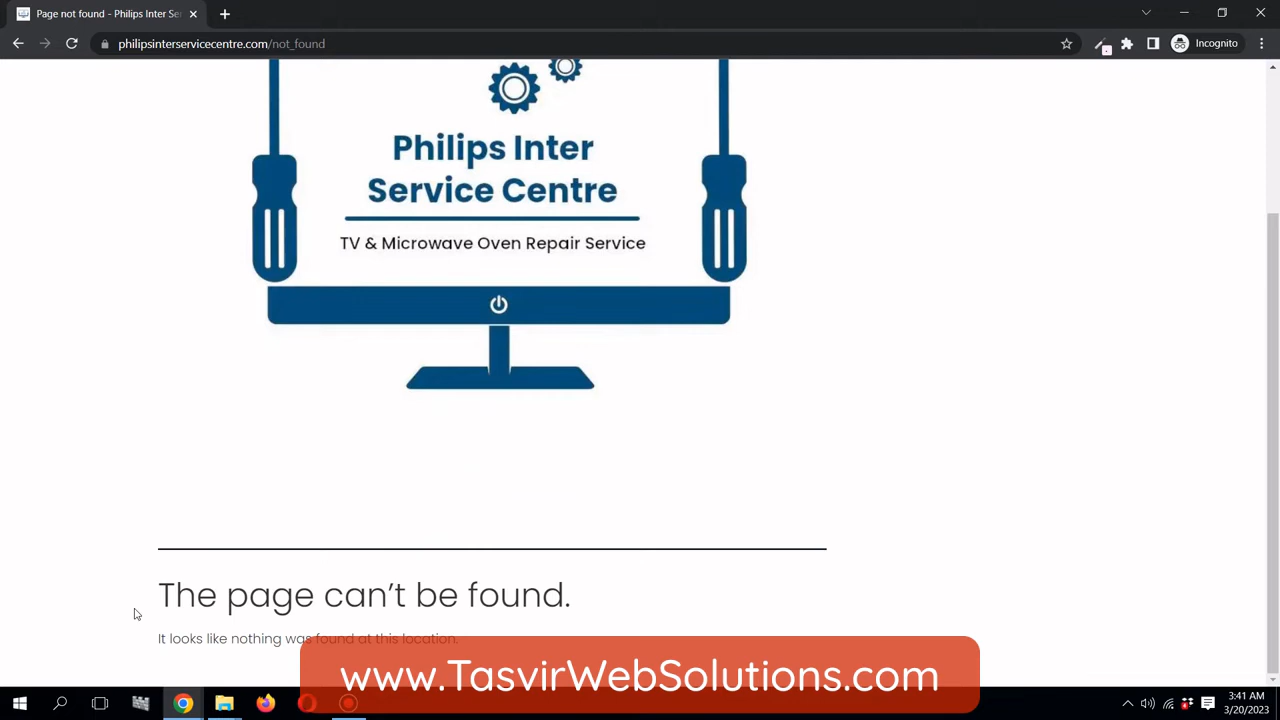 Page not found - Philips Inter Se
philipsinterservicecentre.com/not_found
Incognito
Philips Inter
Service Centre
TV & Microwave Oven Repair Service
The page can't be found.
It looks like nothing was found at this location.
www.TasvirWebSolutions.com
3:41 AM
3/20/2023